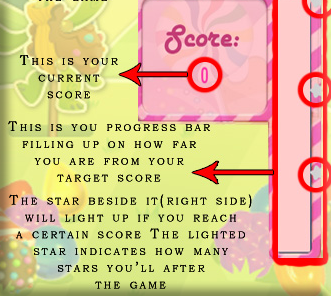 THE GAME
Score:
THIS IS YOUR
CURRENT
SCORE
0
THIS IS YOU PROGRESS BAR
FILLING UP ON HOW FAR
YOU ARE FROM YOUR
TARGET SCORE
THE STAR BESIDE IT(RIGHT SIDE)
WILL LIGHT UP IF YOU REACH
A CERTAIN SCORE THE LIGHTED
STAR INDICATES HOW MANY
STARS YOU'LL AFTER
THE GAME